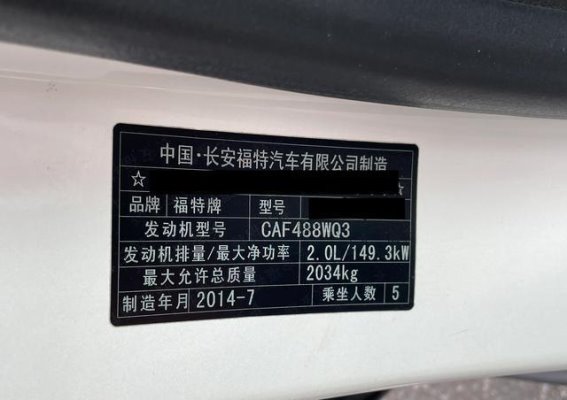 中国·长安福特汽车有限公司制造
☆ ☆
品牌 福特牌 型号
发动机型号 CAF488WQ3
发动机排量/最大净功率 2.0L/149.3kW
最大允许总质量 2034kg
制造年月 2014-7 乘坐人数 5